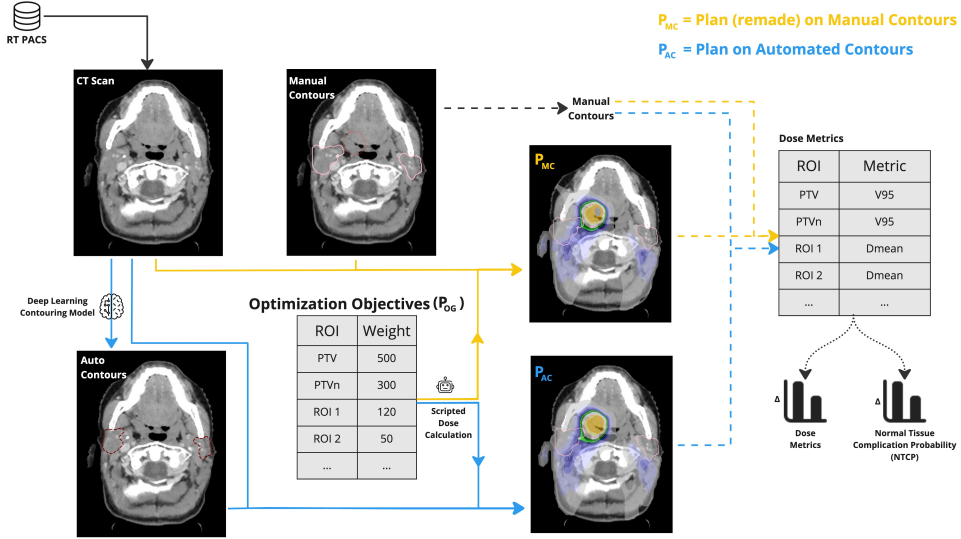 P_MC = Plan (remade) on Manual Contours
RT PACS
P_AC = Plan on Automated Contours
CT Scan
Manual
Contours
Manual
Contours
Dose Metrics
ROI Metric
PTV V95
PTVn V95
ROI 1 Dmean
ROI 2 Dmean
... ...
P_MC
Deep Learning
Contouring Model
Optimization Objectives (P_OG)
ROI Weight
PTV 500
PTVn 300
ROI 1 120
ROI 2 50
... ...
Auto
Contours
Scripted
Dose
Calculation
P_AC
Δ
Dose
Metrics
Δ
Normal Tissue
Complication Probability
(NTCP)